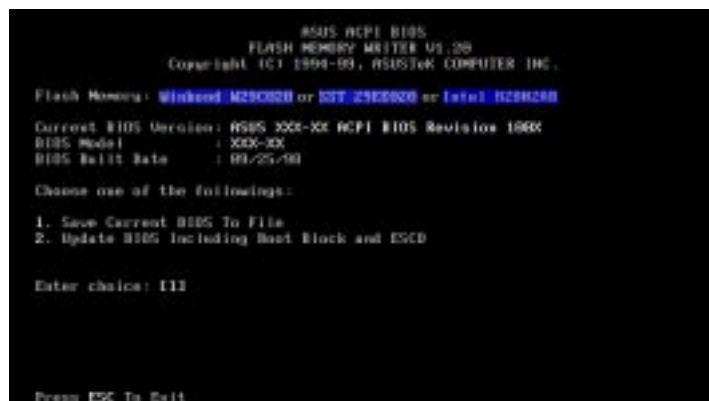 ASUS ACPI BIOS
FLASH MEMORY WRITER V1.28
Copyright (C) 1994-99, ASUSTeK COMPUTER INC.
Flash Memory: Winbond W29C020 or SST 29EE020 or Intel 82802AB
Current BIOS Version: ASUS XXX-XX ACPI BIOS Revision 100X
BIOS Model : XXX-XX
BIOS Built Date : 09/25/98
Choose one of the followings:
1. Save Current BIOS To File
2. Update BIOS Including Boot Block and ESCD
Enter choice: [1]
Press ESC To Exit